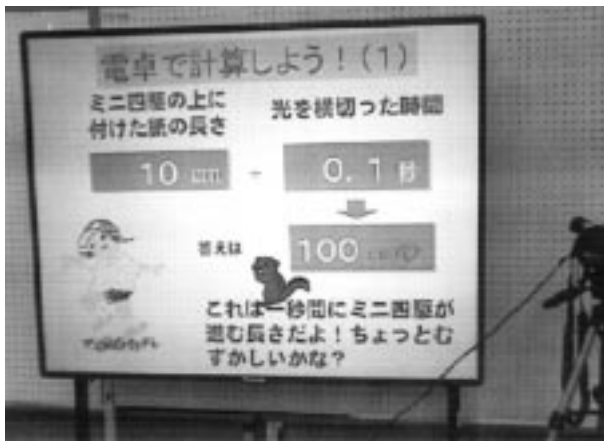 電卓で計算しよう！(1)
ミニ四駆の上に
付けた紙の長さ
光を横切った時間
10 cm
0.1 秒
答えは
100
これは一秒間にミニ四駆が
進む長さだよ！ちょっとむ
ずかしいかな？